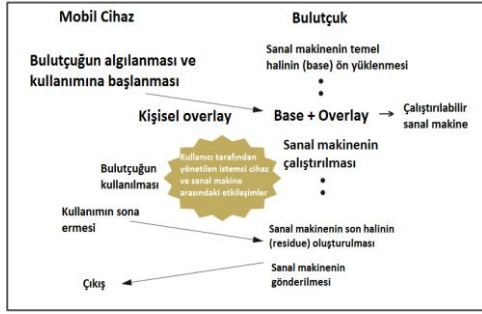 Mobil Cihaz
Bulutçuk
Sanal makinenin temel
halinin (base) ön yüklenmesi
Bulutçuğun algılanması ve
kullanımına başlanması
Kişisel overlay
Base + Overlay
Çalıştırılabilir
sanal makine
Sanal makinenin
çalıştırılması
Kullanıcı tarafından
yönetilen istemci cihaz
ve sanal makine
arasındaki etkileşimler
Bulutçuğun
kullanılması
Kullanımın sona
ermesi
Sanal makinenin son halinin
(residue) oluşturulması
Sanal makinenin
gönderilmesi
Çıkış